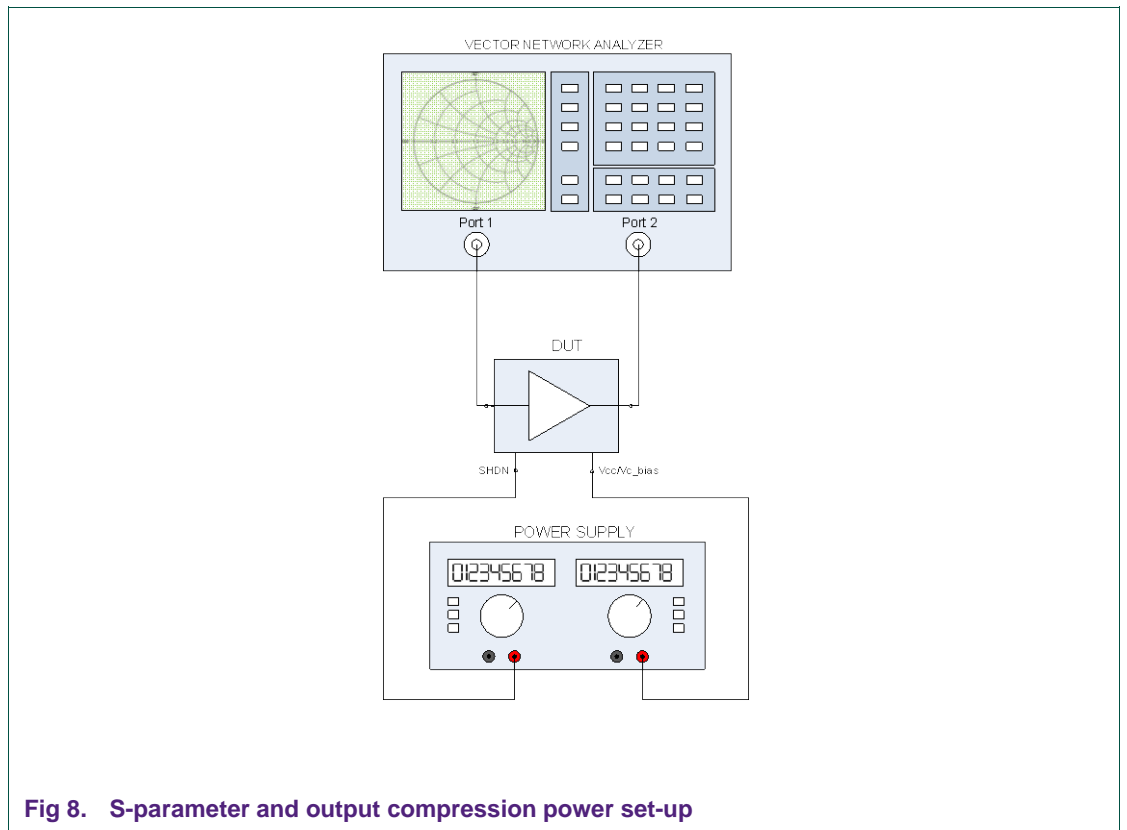 VECTOR NETWORK ANALYZER
Port 1
Port 2
DUT
SHDN
Vcc/Vc_bias
POWER SUPPLY
012345678
012345678
Fig 8. S-parameter and output compression power set-up